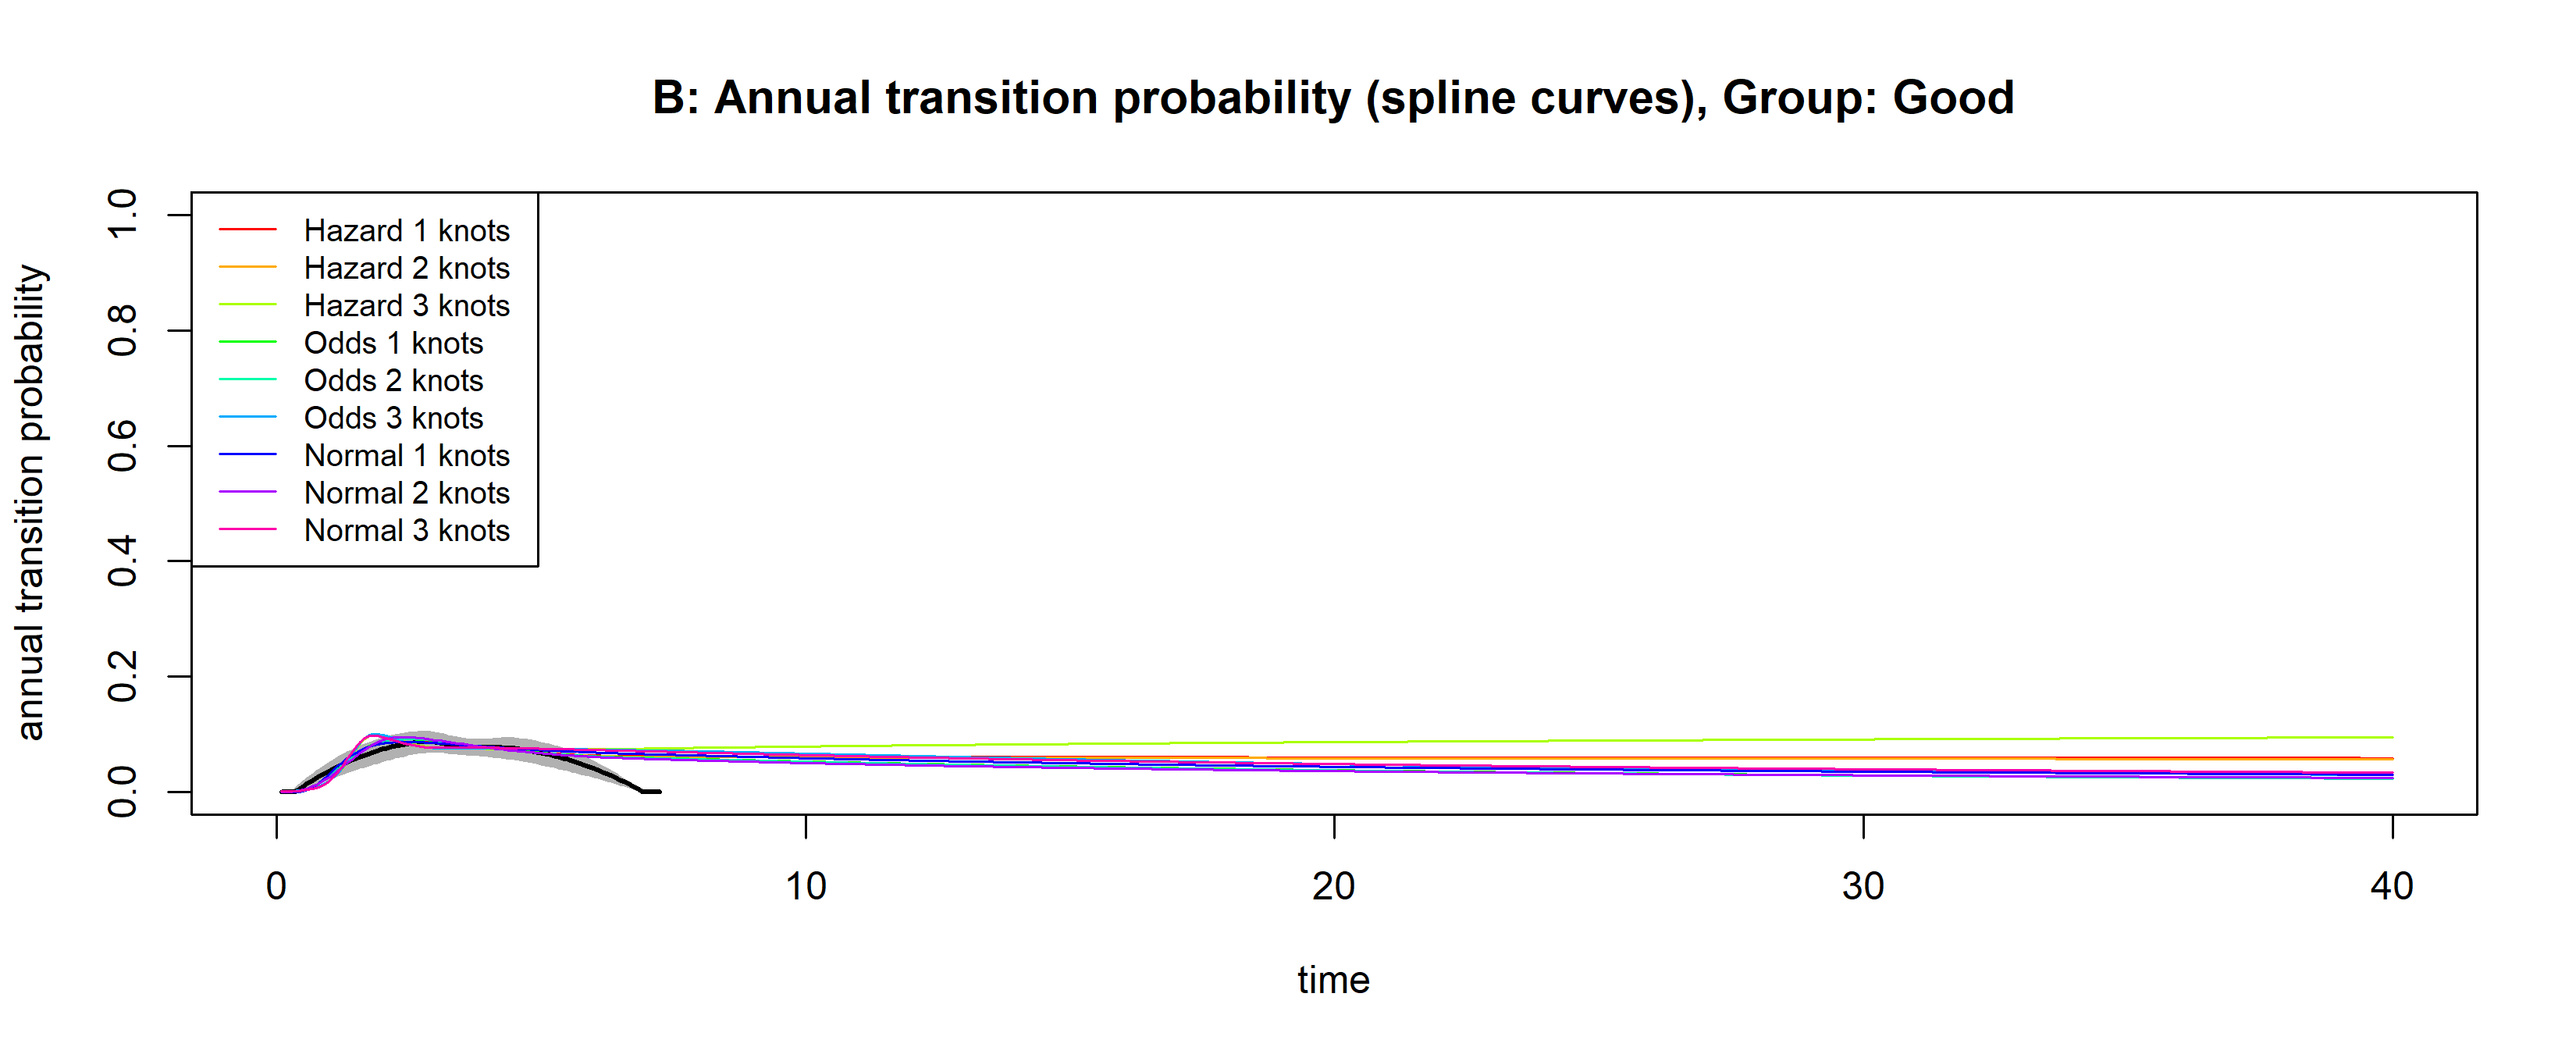 B: Annual transition probability (spline curves), Group: Good
annual transition probability
1.0
0.8
0.6
0.4
0.2
0.0
Hazard 1 knots
Hazard 2 knots
Hazard 3 knots
Odds 1 knots
Odds 2 knots
Odds 3 knots
Normal 1 knots
Normal 2 knots
Normal 3 knots
0 10 20 30 40
time